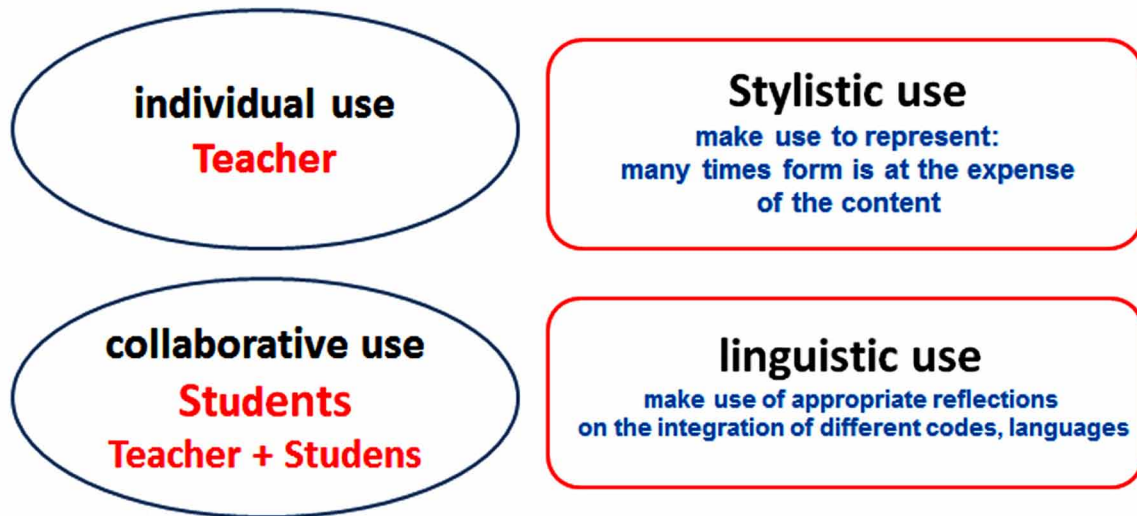 individual use
Teacher
Stylistic use
make use to represent:
many times form is at the expense
of the content
collaborative use
Students
Teacher + Studens
linguistic use
make use of appropriate reflections
on the integration of different codes, languages